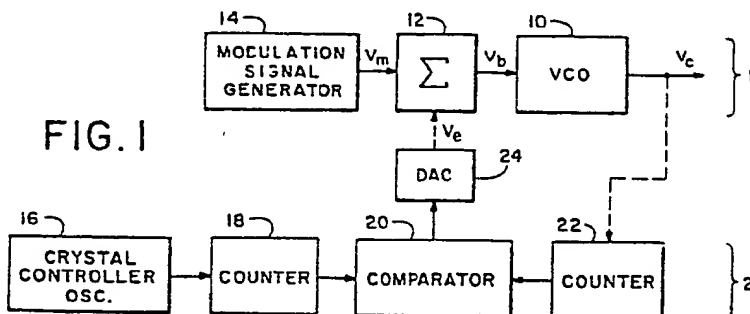 14
12
10
MODULATION
SIGNAL
GENERATOR
Vm
Σ
Vb
VCO
Vc
FIG. 1
Ve
DAC
24
16
18
20
22
CRYSTAL
CONTROLLER
OSC.
COUNTER
COMPARATOR
COUNTER
2